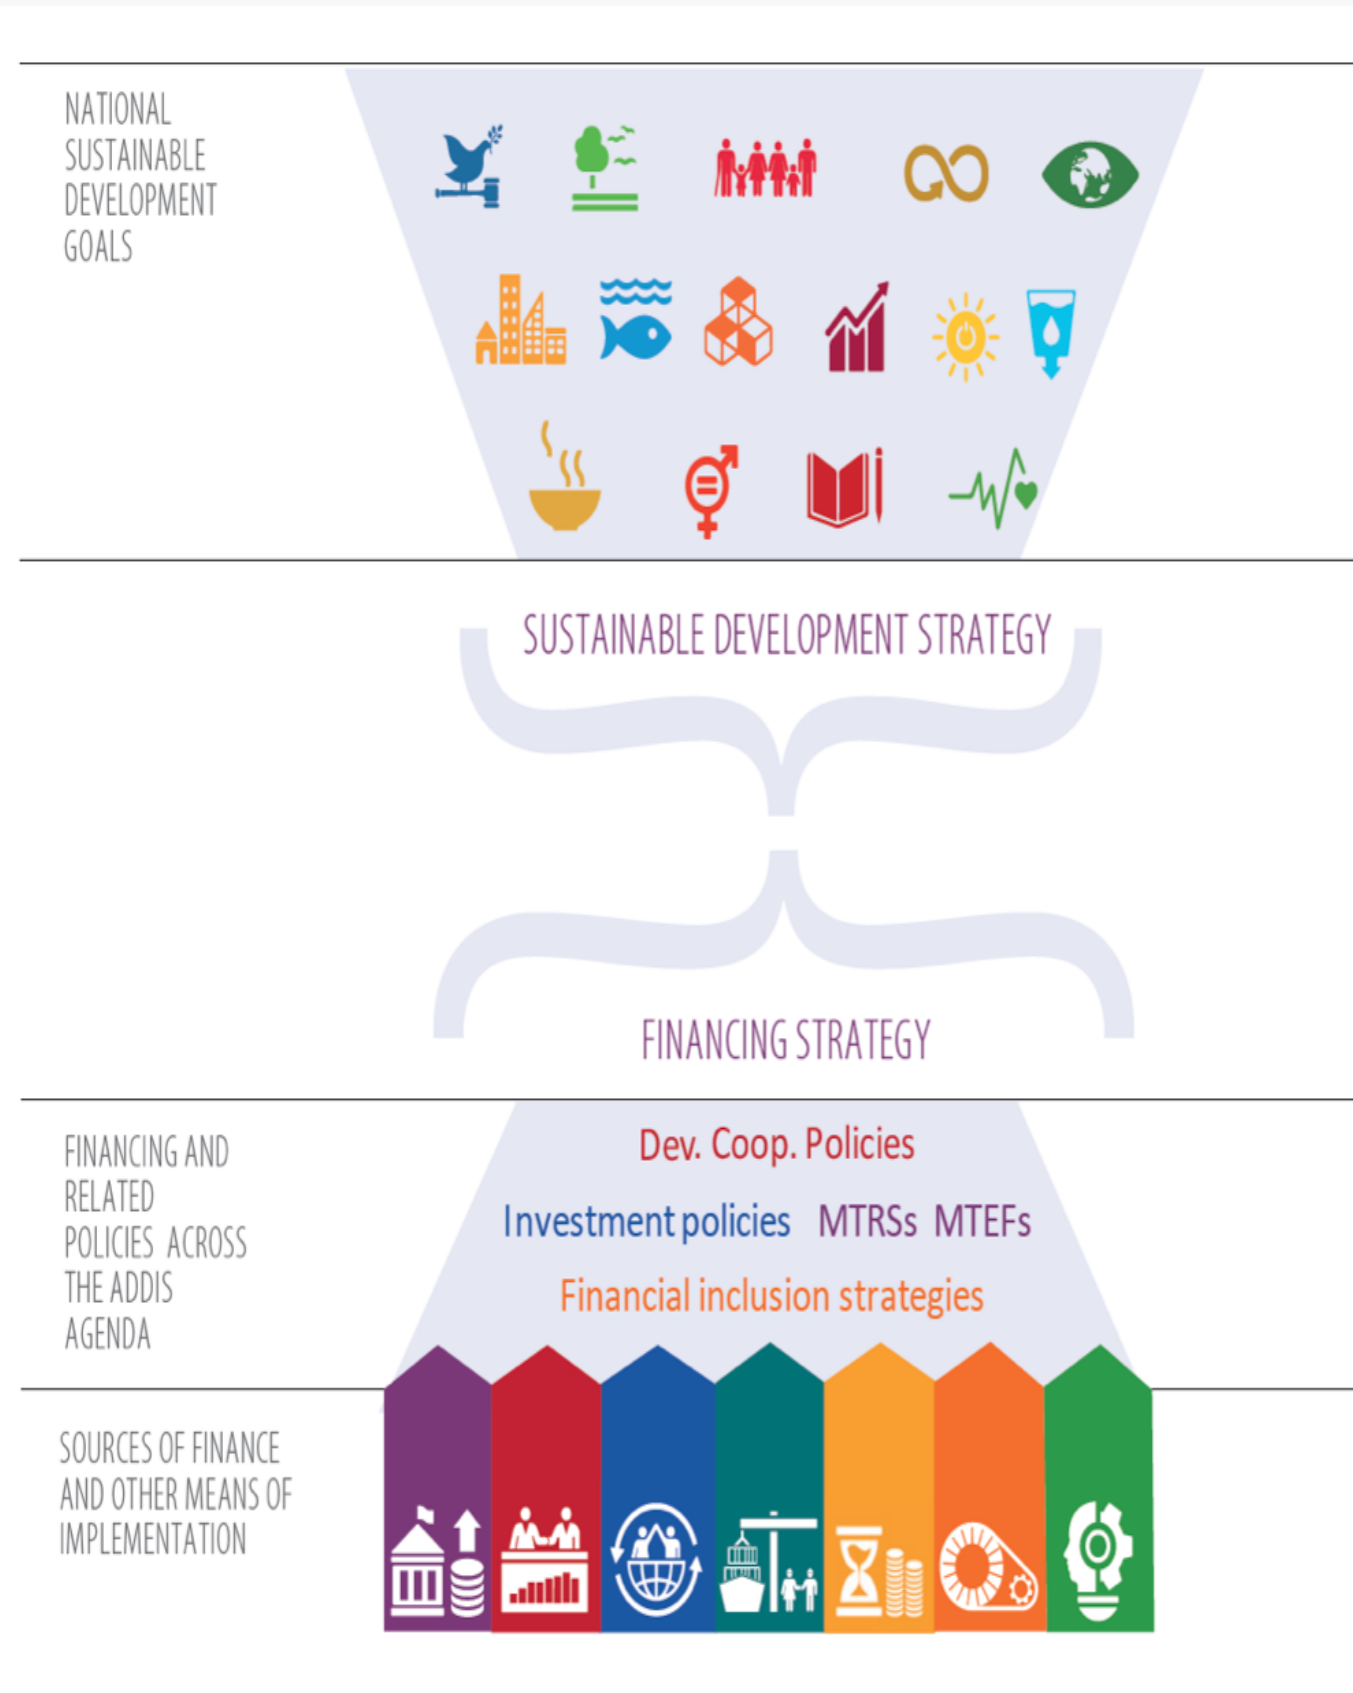 NATIONAL
SUSTAINABLE
DEVELOPMENT
GOALS
SUSTAINABLE DEVELOPMENT STRATEGY
FINANCING STRATEGY
FINANCING AND
RELATED
POLICIES ACROSS
THE ADDIS
AGENDA
Dev. Coop. Policies
Investment policies MTRSs MTEFs
Financial inclusion strategies
SOURCES OF FINANCE
AND OTHER MEANS OF
IMPLEMENTATION